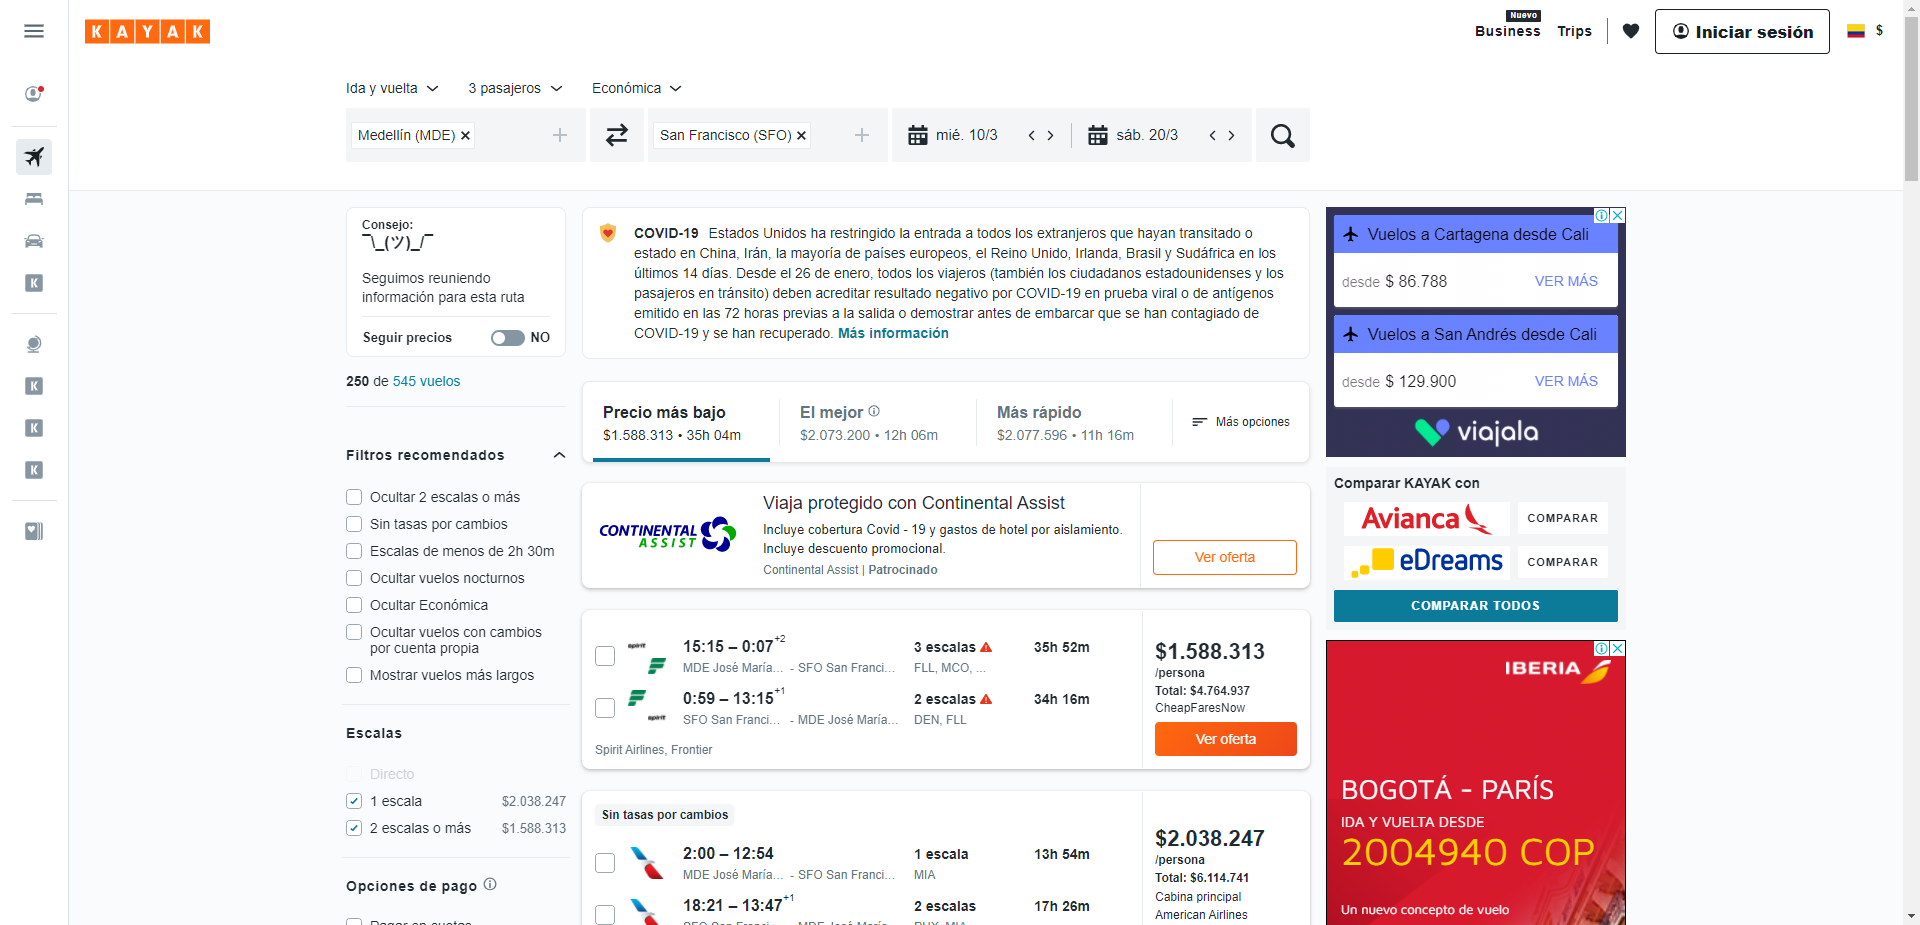 KAYAK
Nuevo
Business
Trips
Iniciar sesión
$
Ida y vuelta
3 pasajeros
Económica
Medellín (MDE)
San Francisco (SFO)
mié. 10/3
sáb. 20/3
Consejo:
¯\_(ツ)_/¯
Seguimos reuniendo
información para esta ruta
Seguir precios
NO
250 de 545 vuelos
Filtros recomendados
Ocultar 2 escalas o más
Sin tasas por cambios
Escalas de menos de 2h 30m
Ocultar vuelos nocturnos
Ocultar Económica
Ocultar vuelos con cambios
por cuenta propia
Mostrar vuelos más largos
Escalas
Directo
1 escala $2.038.247
2 escalas o más $1.588.313
Opciones de pago
COVID-19 Estados Unidos ha restringido la entrada a todos los extranjeros que hayan transitado o
estado en China, Irán, la mayoría de países europeos, el Reino Unido, Irlanda, Brasil y Sudáfrica en los
últimos 14 días. Desde el 26 de enero, todos los viajeros (también los ciudadanos estadounidenses y los
pasajeros en tránsito) deben acreditar resultado negativo por COVID-19 en prueba viral o de antígenos
emitido en las 72 horas previas a la salida o demostrar antes de embarcar que se han contagiado de
COVID-19 y se han recuperado. Más información
Precio más bajo
$1.588.313 • 35h 04m
El mejor
$2.073.200 • 12h 06m
Más rápido
$2.077.596 • 11h 16m
Más opciones
CONTINENTAL
ASSIST
Viaja protegido con Continental Assist
Incluye cobertura Covid - 19 y gastos de hotel por aislamiento.
Incluye descuento promocional.
Continental Assist | Patrocinado
Ver oferta
spirit
15:15 – 0:07+2
MDE José María... - SFO San Franci...
3 escalas
FLL, MCO, ...
35h 52m
0:59 – 13:15+1
SFO San Franci... - MDE José María...
2 escalas
DEN, FLL
34h 16m
spirit
Spirit Airlines, Frontier
$1.588.313
/persona
Total: $4.764.937
CheapFaresNow
Ver oferta
Sin tasas por cambios
2:00 – 12:54
MDE José María... - SFO San Franci...
1 escala
MIA
13h 54m
18:21 – 13:47+1
2 escalas
17h 26m
$2.038.247
/persona
Total: $6.114.741
Cabina principal
American Airlines
Vuelos a Cartagena desde Cali
desde $ 86.788
VER MÁS
Vuelos a San Andrés desde Cali
desde $ 129.900
VER MÁS
viajala
Comparar KAYAK con
Avianca
COMPARAR
eDreams
COMPARAR
COMPARAR TODOS
IBERIA
BOGOTÁ - PARÍS
IDA Y VUELTA DESDE
2004940 COP
Un nuevo concepto de vuelo